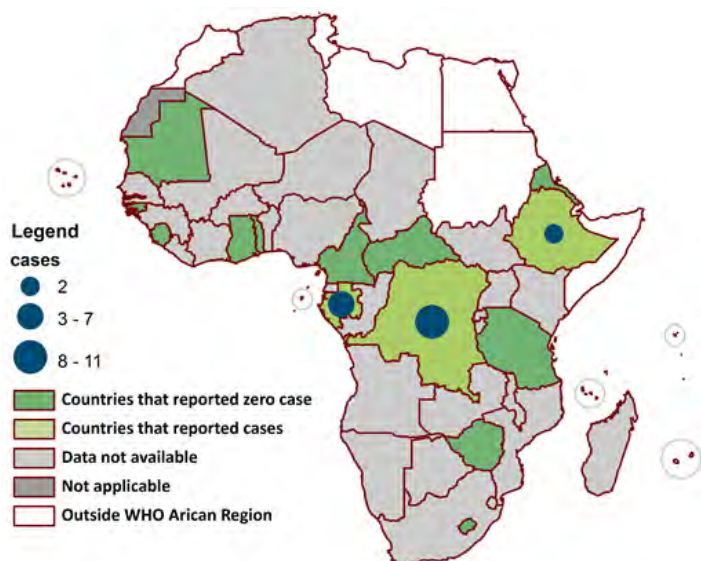 Legend
cases
2
3 - 7
8 - 11
Countries that reported zero case
Countries that reported cases
Data not available
Not applicable
Outside WHO Arican Region